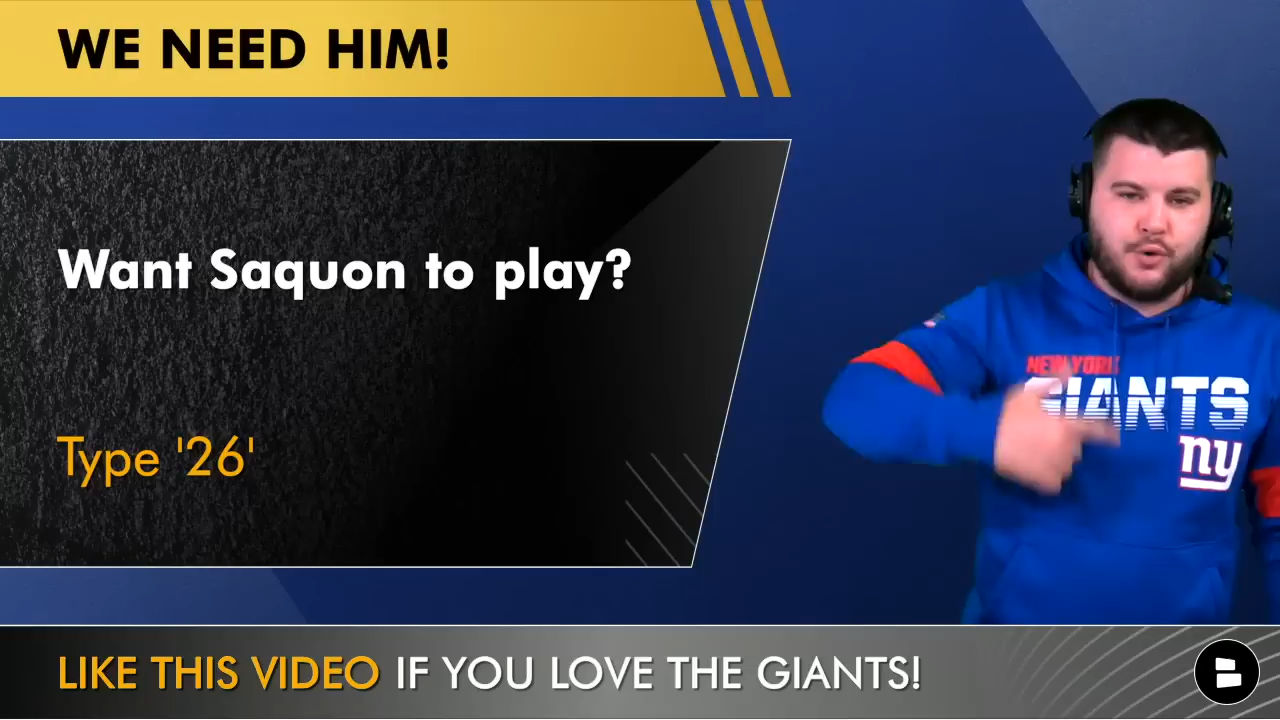 WE NEED HIM!
Want Saquon to play?
Type '26'
NEW YORK
GIANTS
ny
LIKE THIS VIDEO IF YOU LOVE THE GIANTS!